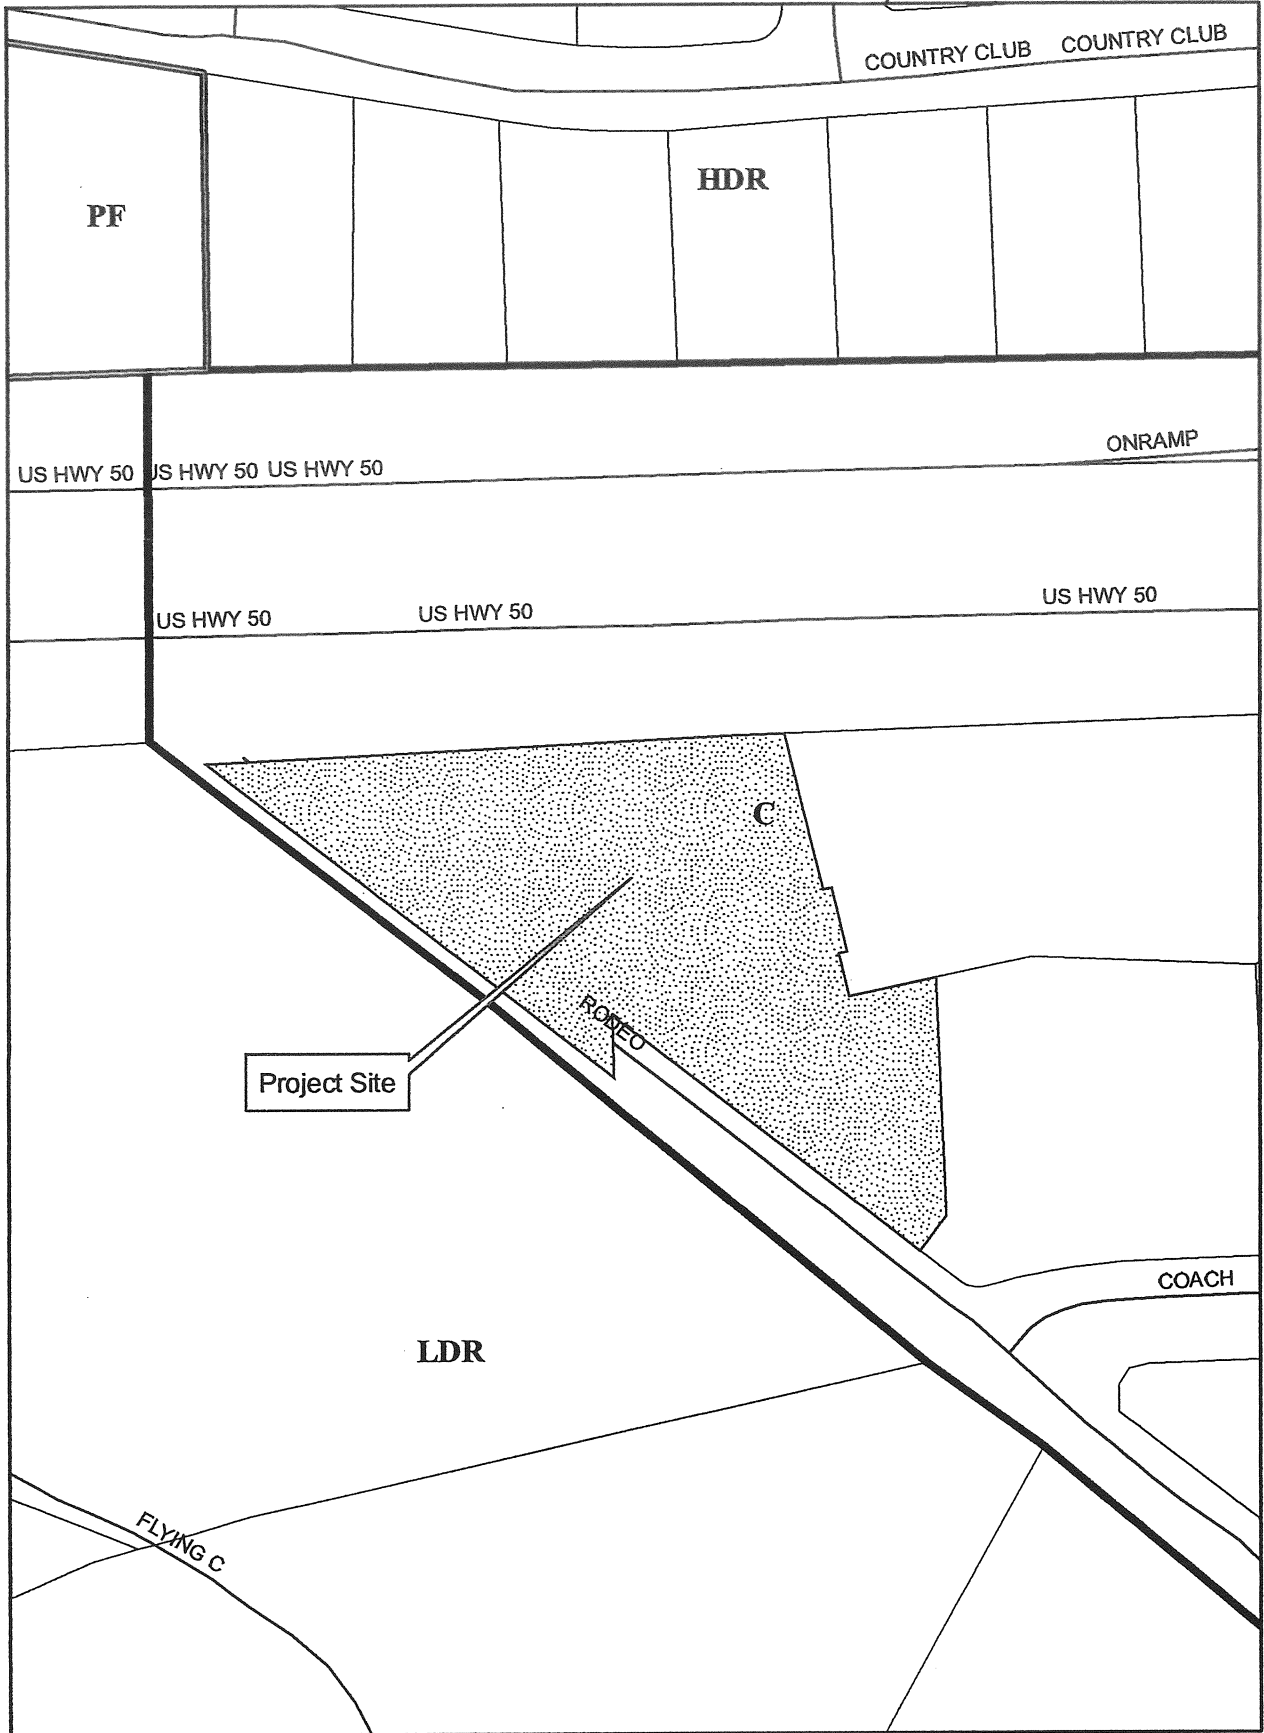 COUNTRY CLUB COUNTRY CLUB
HDR
PF
ONRAMP
US HWY 50 US HWY 50 US HWY 50
US HWY 50 US HWY 50 US HWY 50
C
RODEO
Project Site
COACH
LDR
FLYING C